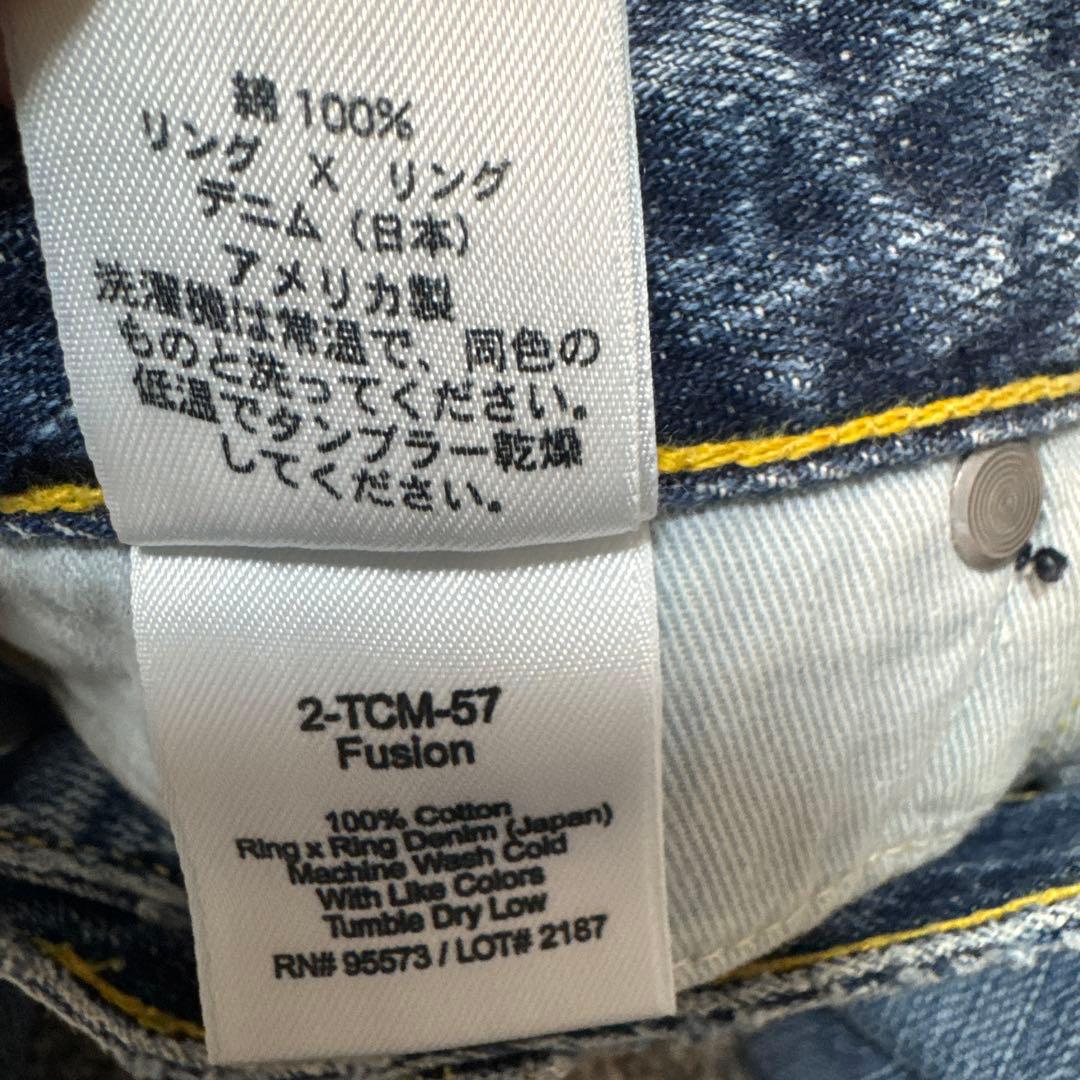 綿 100%
リング X リング
デニム (日本)
アメリカ製
洗濯機は常温で、同色の
ものと洗ってください。
低温でタンブラー乾燥
してください。
2-TCM-57
Fusion
100% Cotton
Ring x Ring Denim (Japan)
Machine Wash Cold
With Like Colors
Tumble Dry Low
RN# 95573 / LOT# 2187